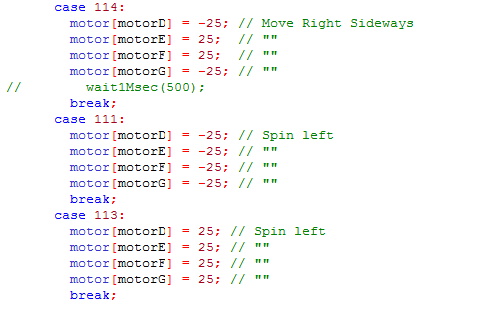 case 114:
motor[motorD] = -25; // Move Right Sideways
motor[motorE] = 25;  // ""
motor[motorF] = 25;  // ""
motor[motorG] = -25; // ""
//        wait1Msec(500);
break;
case 111:
motor[motorD] = -25; // Spin left
motor[motorE] = -25; // ""
motor[motorF] = -25; // ""
motor[motorG] = -25; // ""
break;
case 113:
motor[motorD] = 25; // Spin left
motor[motorE] = 25; // ""
motor[motorF] = 25; // ""
motor[motorG] = 25; // ""
break;